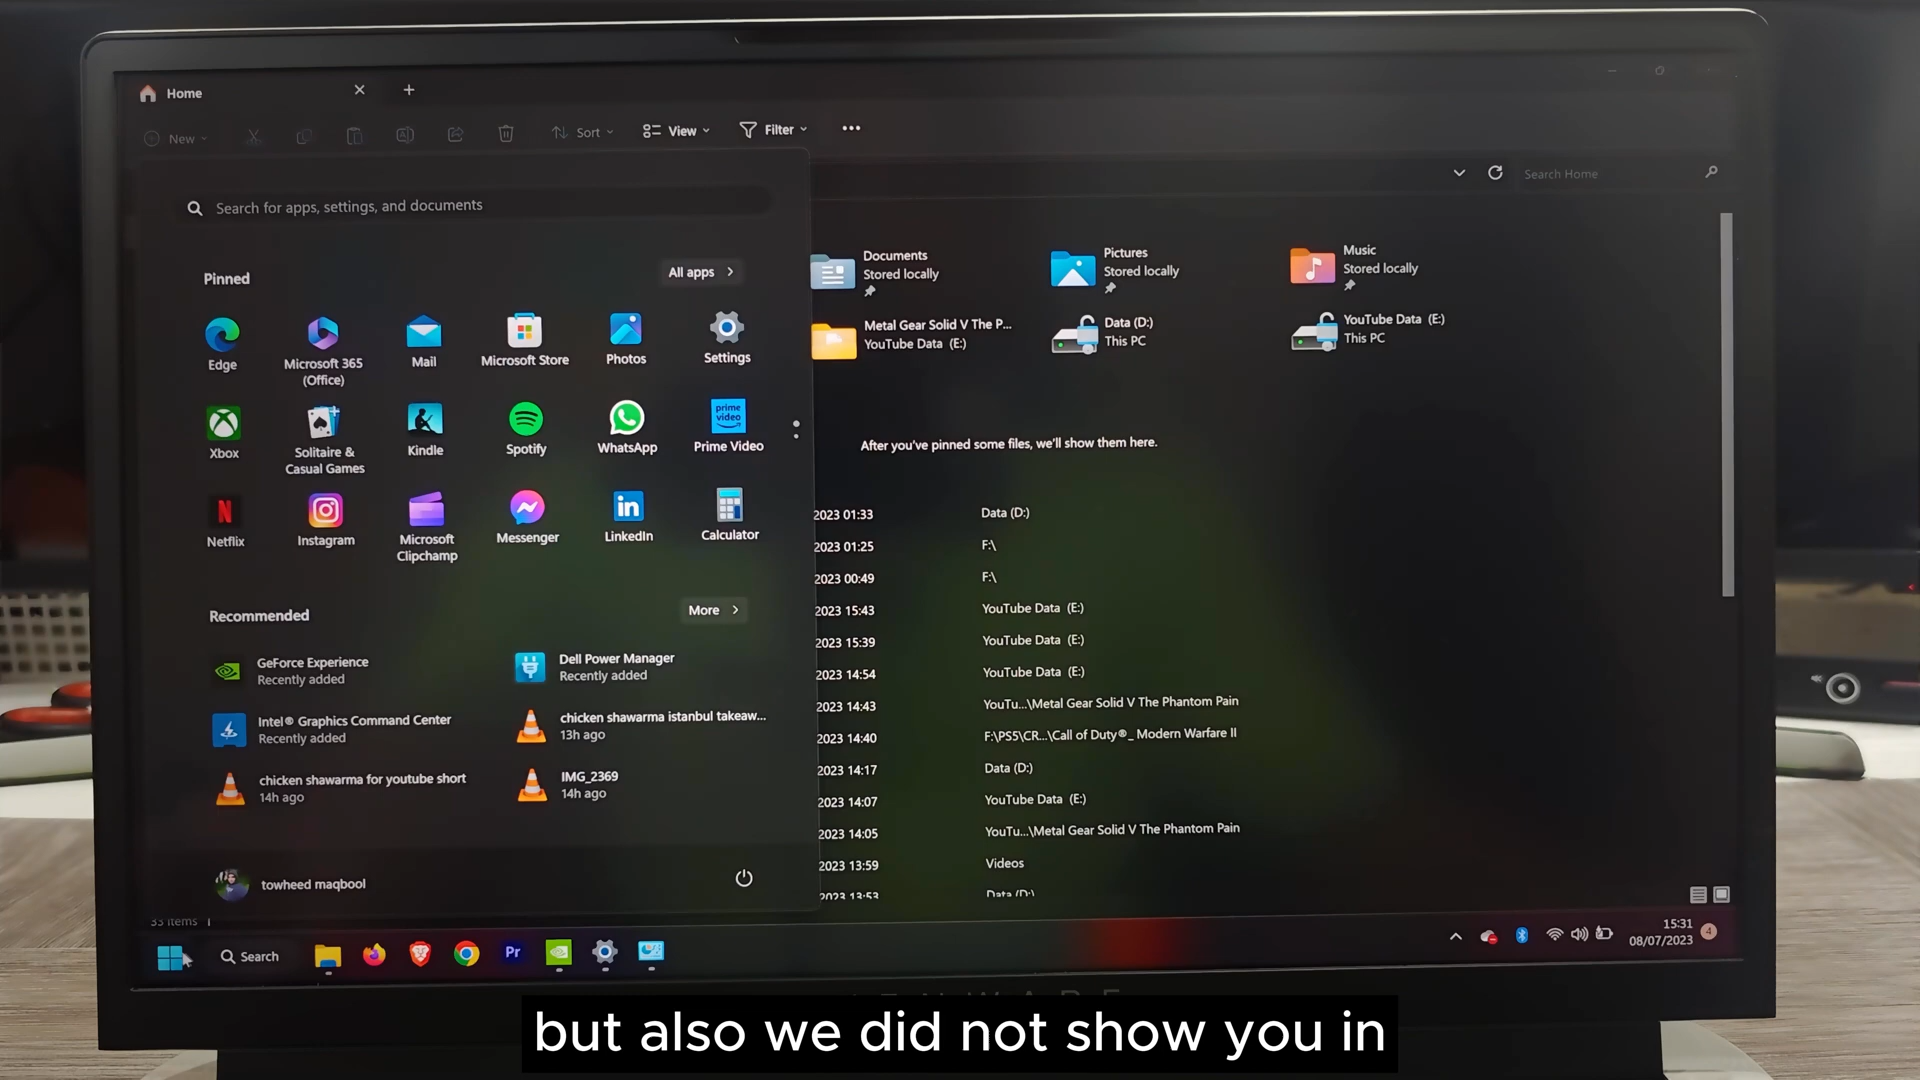 Home
New
Sort
View
Filter
Search Home
Search for apps, settings, and documents
Pinned
All apps
Edge
Microsoft 365
(Office)
Mail
Microsoft Store
Photos
Settings
Xbox
Solitaire &
Casual Games
Kindle
Spotify
WhatsApp
prime
video
Prime Video
Netflix
Instagram
Microsoft
Clipchamp
Messenger
in
LinkedIn
Calculator
Recommended
More
GeForce Experience
Recently added
Dell Power Manager
Recently added
Intel® Graphics Command Center
Recently added
chicken shawarma istanbul takeaw...
13h ago
chicken shawarma for youtube short
14h ago
IMG_2369
14h ago
towheed maqbool
Documents
Stored locally
Pictures
Stored locally
Music
Stored locally
Metal Gear Solid V The P...
YouTube Data (E:)
Data (D:)
This PC
YouTube Data (E:)
This PC
After you've pinned some files, we'll show them here.
2023 01:33 Data (D:)
2023 01:25 F:\
2023 00:49 F:\
2023 15:43 YouTube Data (E:)
2023 15:39 YouTube Data (E:)
2023 14:54 YouTube Data (E:)
2023 14:43 YouTu...\Metal Gear Solid V The Phantom Pain
2023 14:40 F:\PS5\CR...\Call of Duty®_ Modern Warfare II
2023 14:17 Data (D:)
2023 14:07 YouTube Data (E:)
2023 14:05 YouTu...\Metal Gear Solid V The Phantom Pain
2023 13:59 Videos
2023 13:53 Data (D:)
33 items
Search
Pr
15:31
08/07/2023
4
but also we did not show you in